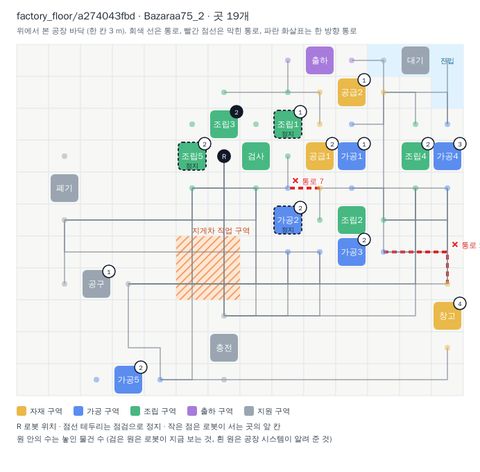 factory_floor/a274043fbd · Bazaraa75_2 · 곳 19개
위에서 본 공장 바닥 (한 칸 3 m). 회색 선은 통로, 빨간 점선은 막힌 통로, 파란 화살표는 한 방향 통로
출하
대기
진입
공급2
1
조립3
2
조립1
1
정지
조립5
2
정지
R
검사
공급1
2
가공1
1
조립4
2
가공4
3
✕ 통로 7
폐기
가공2
2
정지
조립2
지게차 작업 구역
가공3
2
✕ 통로
공구
1
창고
4
충전
가공5
2
자재 구역
가공 구역
조립 구역
출하 구역
지원 구역
R 로봇 위치 · 점선 테두리는 점검으로 정지 · 작은 점은 로봇이 서는 곳의 앞 칸
원 안의 수는 놓인 물건 수 (검은 원은 로봇이 지금 보는 것, 흰 원은 공장 시스템이 알려 준 것)